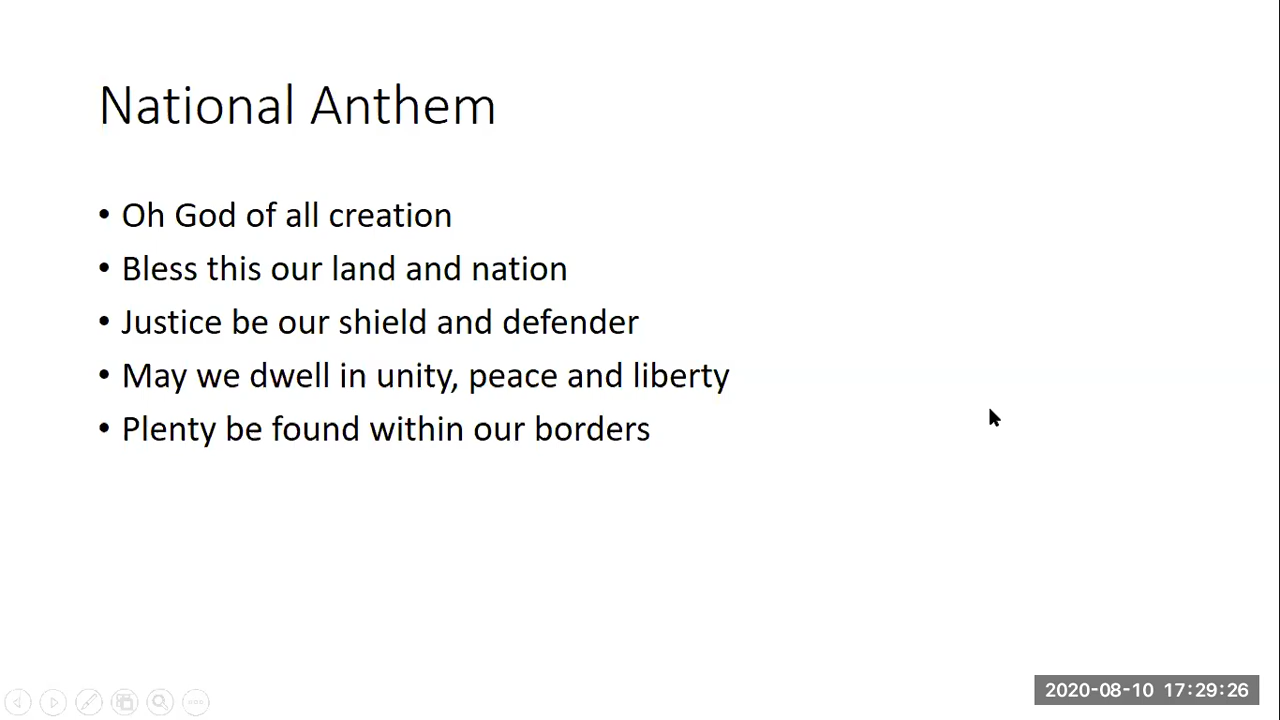 National Anthem
• Oh God of all creation
• Bless this our land and nation
• Justice be our shield and defender
• May we dwell in unity, peace and liberty
• Plenty be found within our borders
2020-08-10 17:29:26